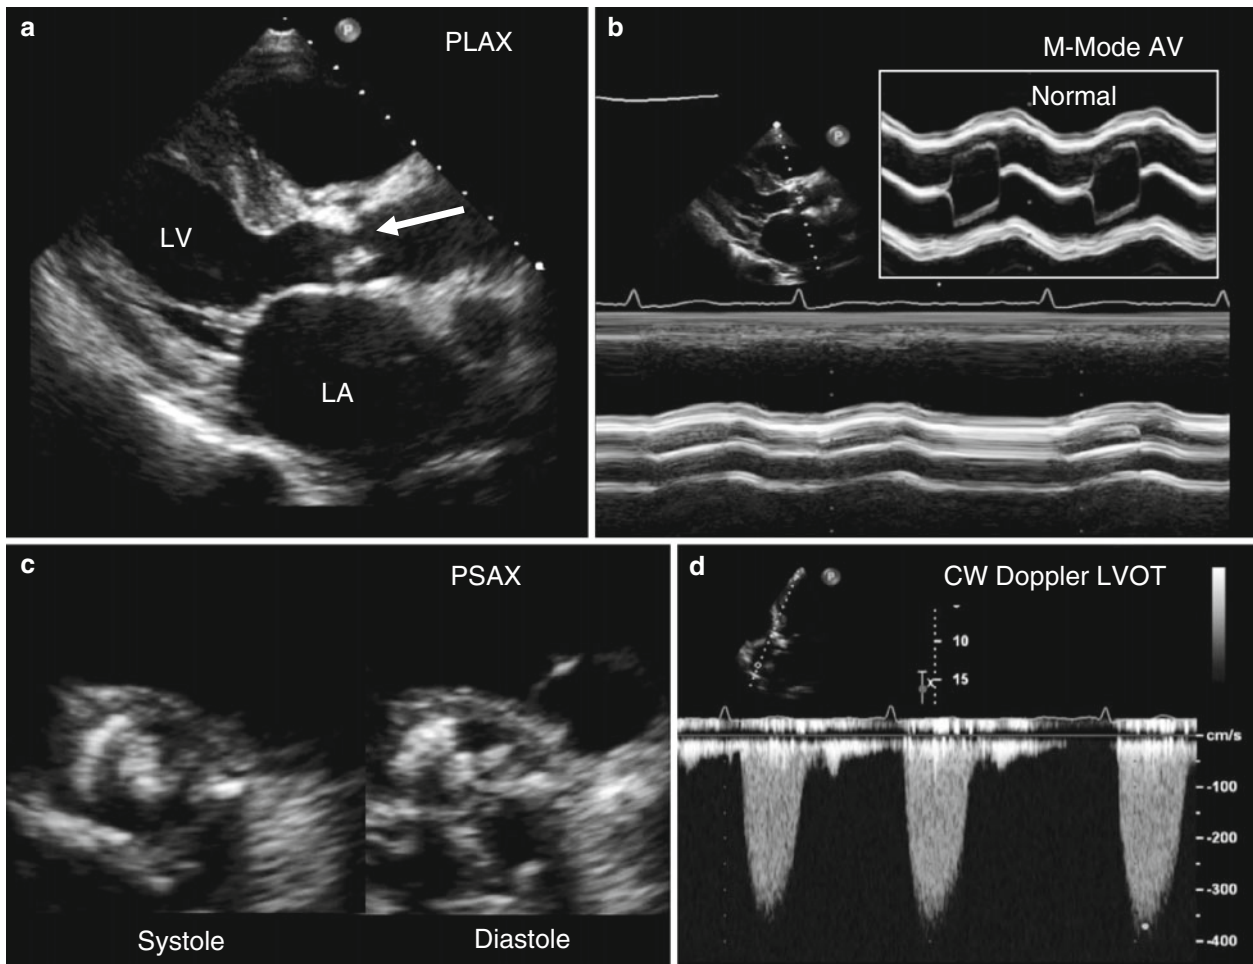 a
P
PLAX
LV
LA
b
M-Mode AV
P
Normal
c
PSAX
Systole
Diastole
d
P
CW Doppler LVOT
10
15
cm/s
-100
-200
-300
-400